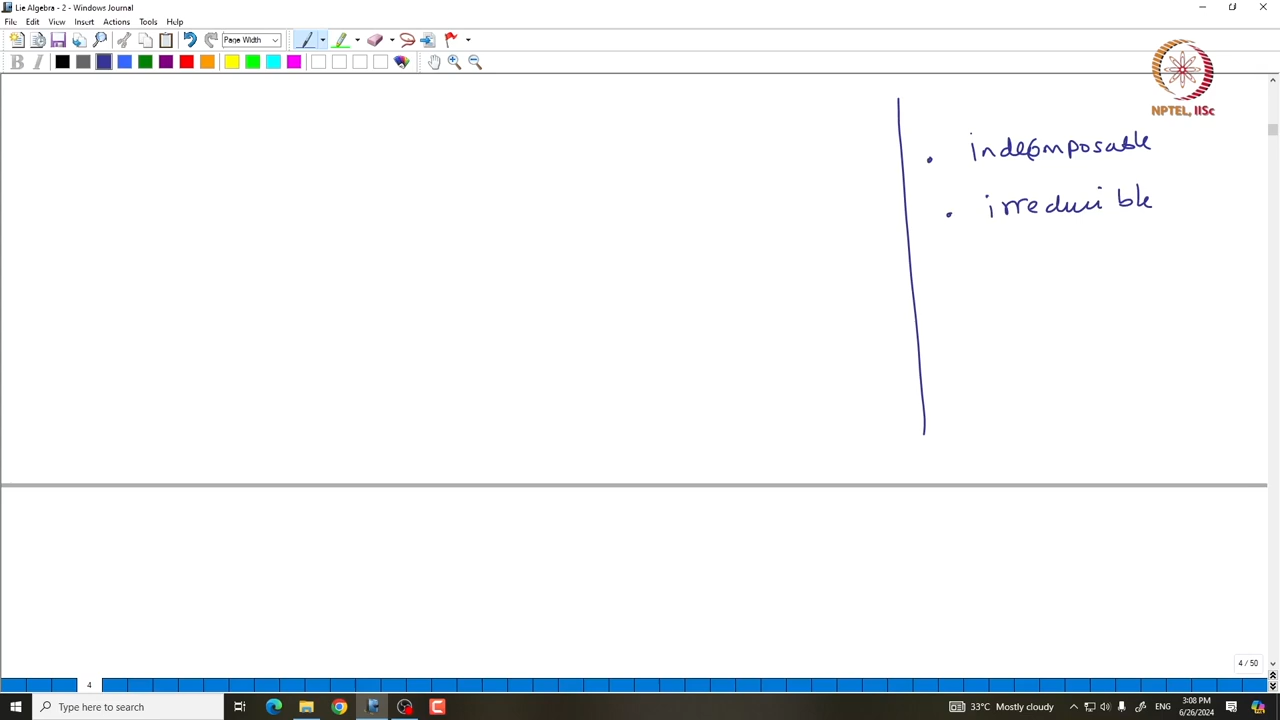 Lie Algebra - 2 - Windows Journal
File Edit View Insert Actions Tools Help
Page Width
B I
NPTEL, IISc
. indecomposable
. irreducible
4 / 50
4
Type here to search
33°C Mostly cloudy
ENG
3:08 PM
6/26/2024